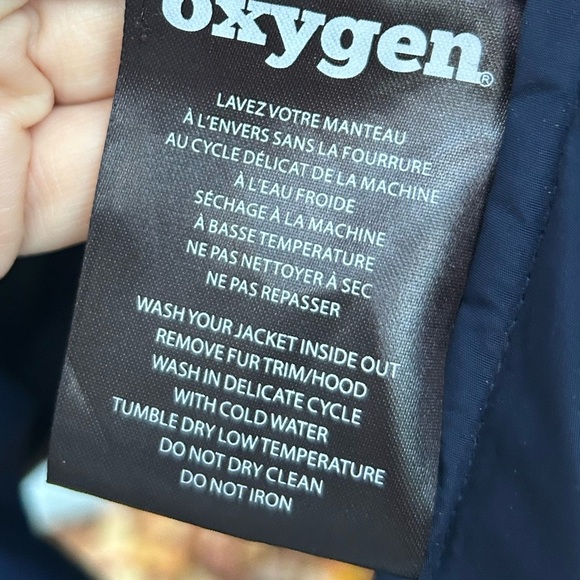 oxygen®
LAVEZ VOTRE MANTEAU
À L'ENVERS SANS LA FOURRURE
AU CYCLE DÉLICAT DE LA MACHINE
À L'EAU FROIDE
SÉCHAGE À LA MACHINE
À BASSE TEMPÉRATURE
NE PAS NETTOYER À SEC
NE PAS REPASSER
WASH YOUR JACKET INSIDE OUT
REMOVE FUR TRIM/HOOD
WASH IN DELICATE CYCLE
WITH COLD WATER
TUMBLE DRY LOW TEMPERATURE
DO NOT DRY CLEAN
DO NOT IRON